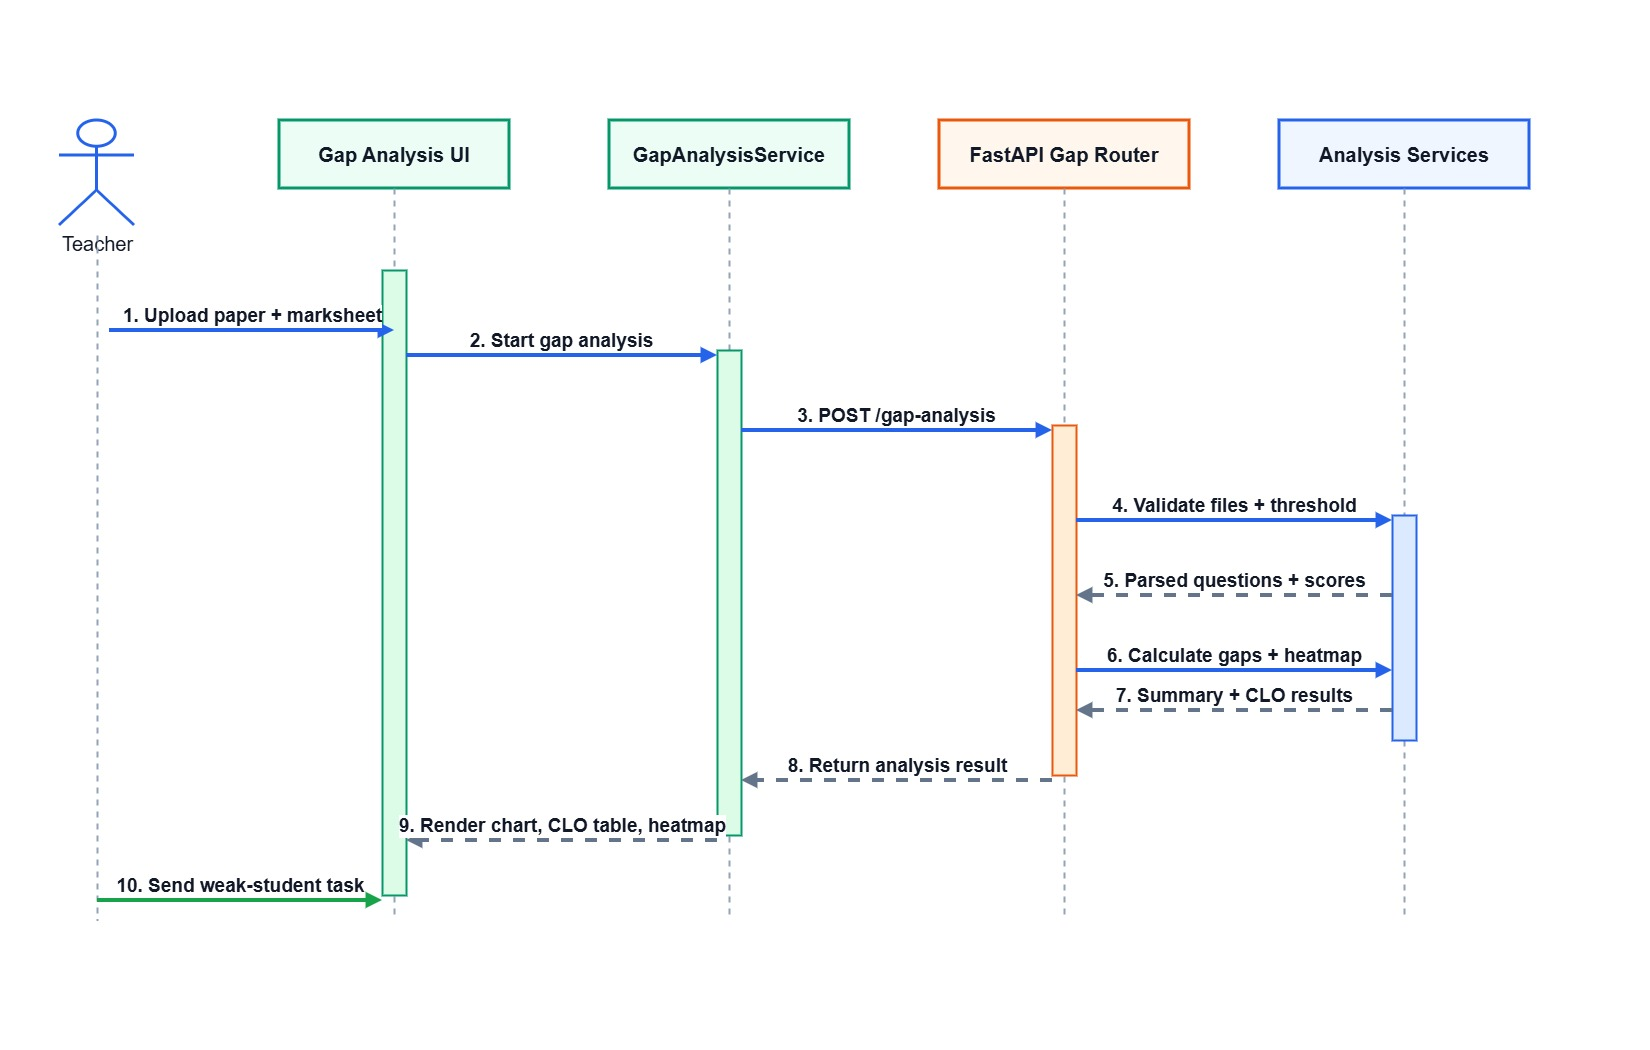 Gap Analysis UI
GapAnalysisService
FastAPI Gap Router
Analysis Services
Teacher
1. Upload paper + marksheet
2. Start gap analysis
3. POST /gap-analysis
4. Validate files + threshold
5. Parsed questions + scores
6. Calculate gaps + heatmap
7. Summary + CLO results
8. Return analysis result
9. Render chart, CLO table, heatmap
10. Send weak-student task